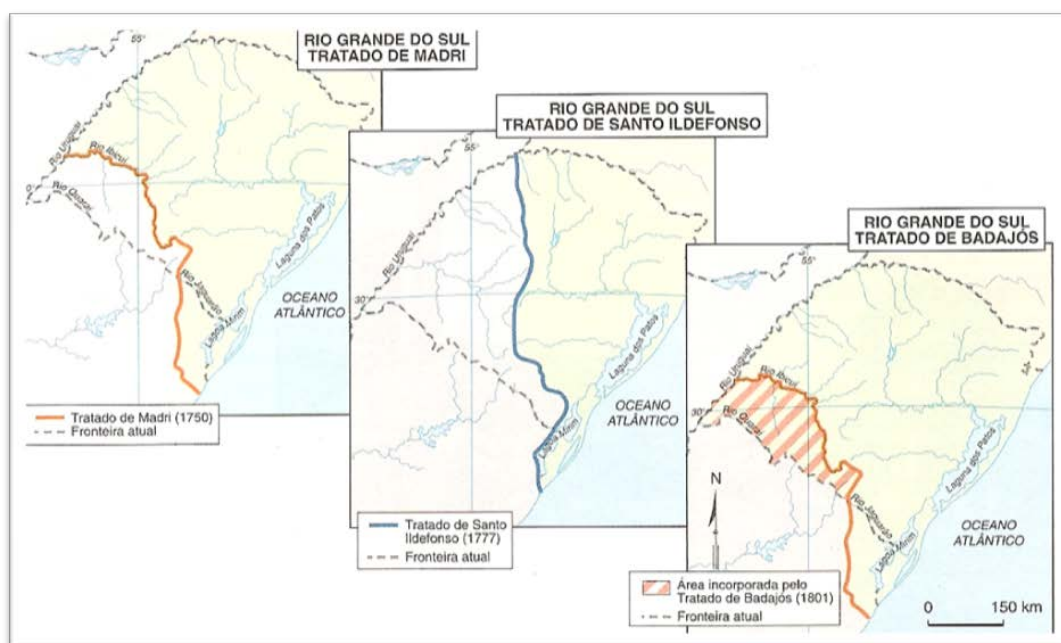 RIO GRANDE DO SUL
TRATADO DE MADRI
55°
Rio Uruguai
Rio Ibicuí
0°
Rio Quaraí
Rio Jaguarão
Laguna dos Patos
Lagoa Mirim
OCEANO
ATLÂNTICO
Tratado de Madri (1750)
Fronteira atual
RIO GRANDE DO SUL
TRATADO DE SANTO ILDEFONSO
55°
Rio Uruguai
30°
Laguna dos Patos
Lagoa Mirim
OCEANO
ATLÂNTICO
Tratado de Santo
Ildefonso (1777)
Fronteira atual
RIO GRANDE DO SUL
TRATADO DE BADAJÓS
55°
Rio Uruguai
Rio Ibicuí
30°
Rio Quaraí
Rio Jaguarão
Laguna dos Patos
Lagoa Mirim
N
OCEANO
ATLÂNTICO
Área incorporada pelo
Tratado de Badajós (1801)
Fronteira atual
0 150 km